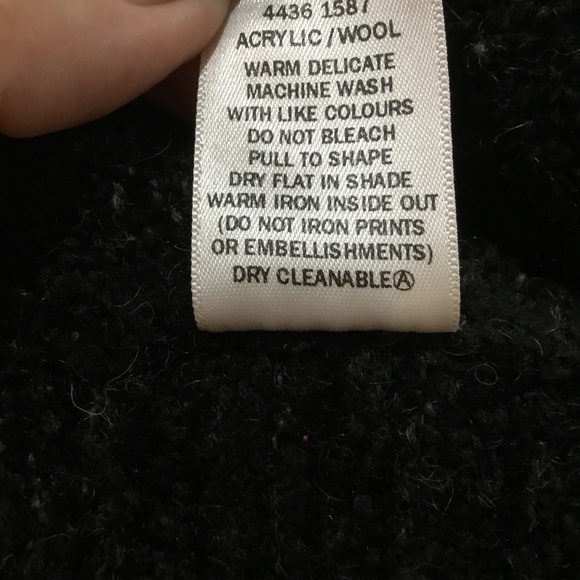 4436 1587
ACRYLIC/WOOL
WARM DELICATE
MACHINE WASH
WITH LIKE COLOURS
DO NOT BLEACH
PULL TO SHAPE
DRY FLAT IN SHADE
WARM IRON INSIDE OUT
(DO NOT IRON PRINTS
OR EMBELLISHMENTS)
DRY CLEANABLEⒶ